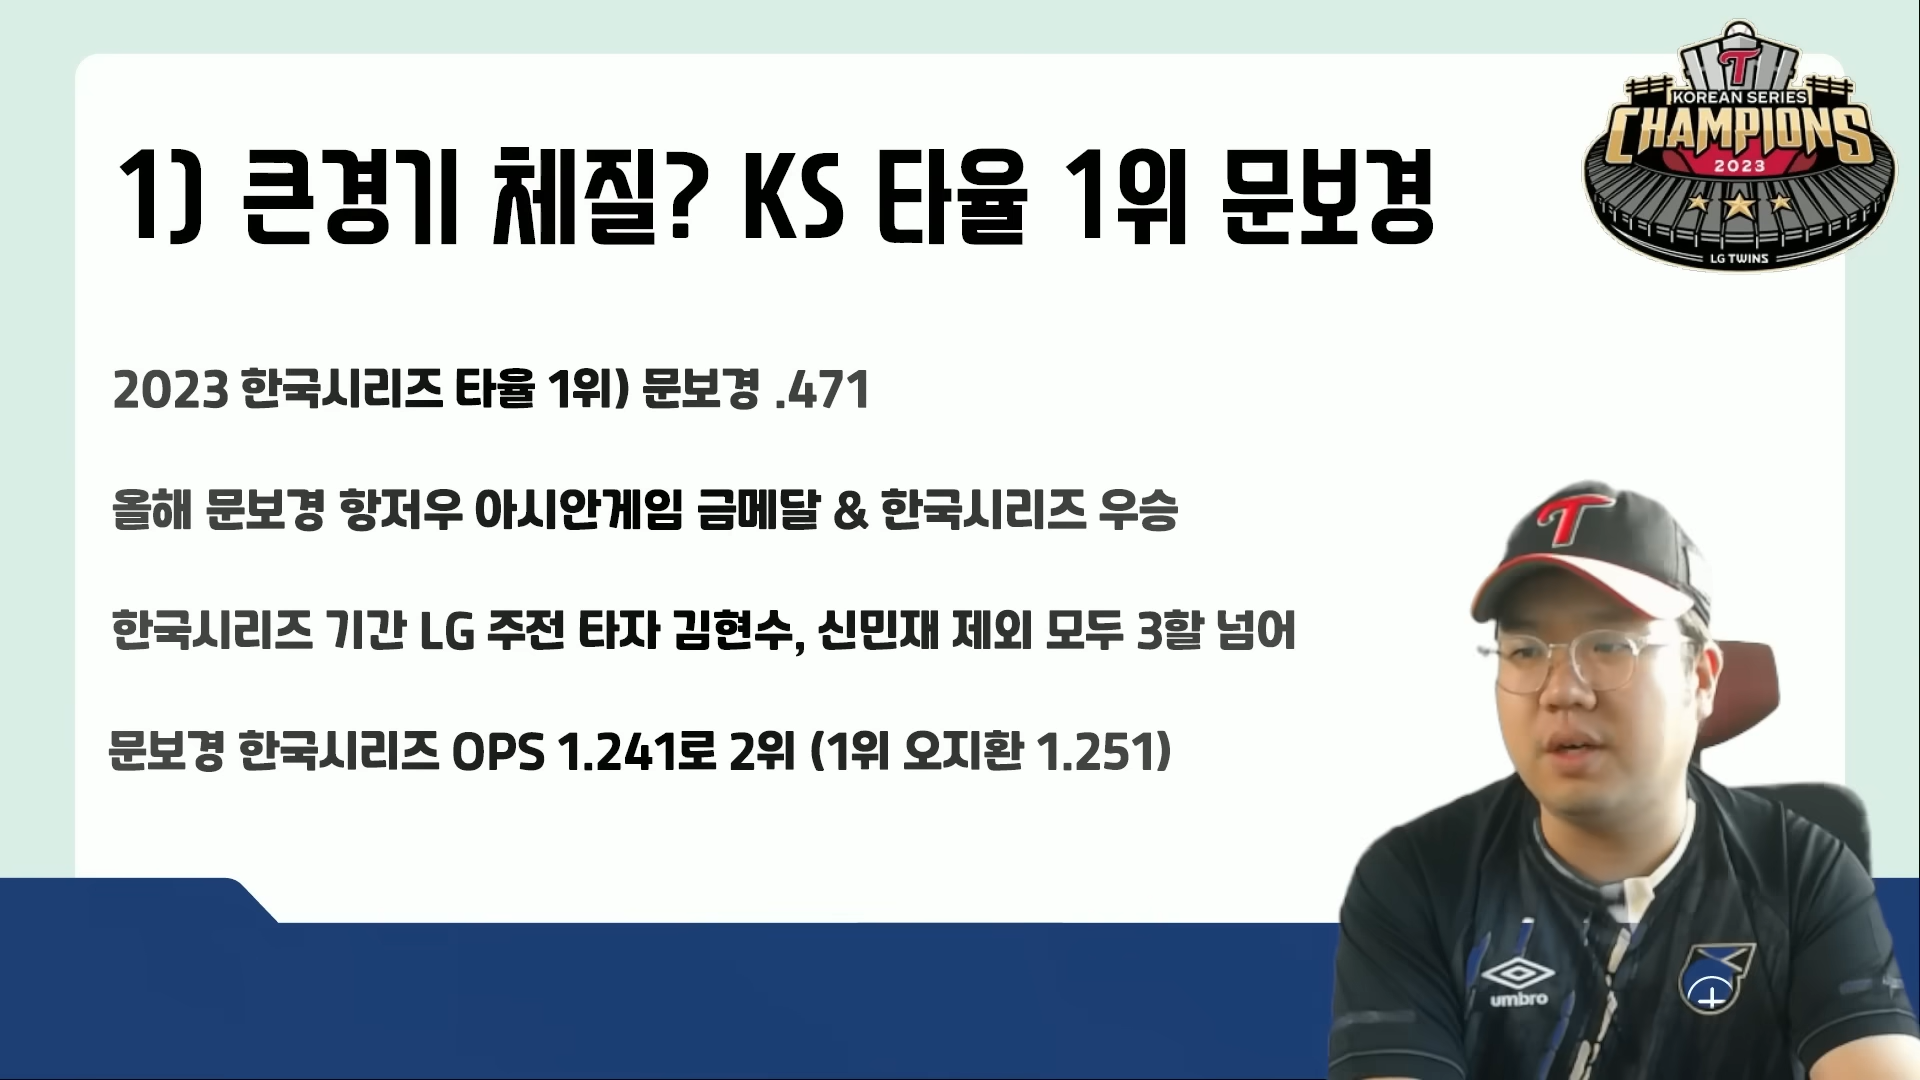 1) 큰경기 체질? KS 타율 1위 문보경
T
KOREAN SERIES
CHAMPIONS
2023
LG TWINS
2023 한국시리즈 타율 1위) 문보경 .471
올해 문보경 항저우 아시안게임 금메달 & 한국시리즈 우승
한국시리즈 기간 LG 주전 타자 김현수, 신민재 제외 모두 3할 넘어
문보경 한국시리즈 OPS 1.241로 2위 (1위 오지환 1.251)
T
umbro